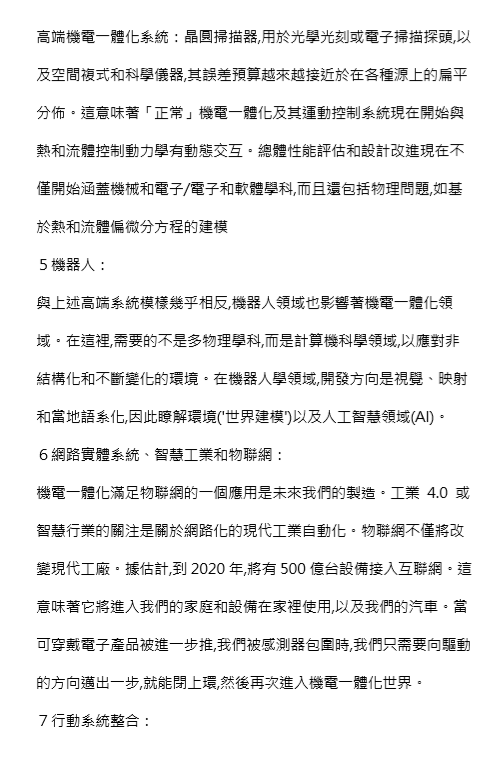 高端機電一體化系統：晶圓掃描器,用於光學光刻或電子掃描探頭,以
及空間複式和科學儀器,其誤差預算越來越接近於在各種源上的扁平
分佈。這意味著「正常」機電一體化及其運動控制系統現在開始與
熱和流體控制動力學有動態交互。總體性能評估和設計改進現在不
僅開始涵蓋機械和電子/電子和軟體學科,而且還包括物理問題,如基
於熱和流體偏微分方程的建模
５機器人：
與上述高端系統模樣幾乎相反,機器人領域也影響著機電一體化領
域。在這裡,需要的不是多物理學科,而是計算機科學領域,以應對非
結構化和不斷變化的環境。在機器人學領域,開發方向是視覺、映射
和當地語系化,因此瞭解環境('世界建模')以及人工智慧領域(AI)。
６網路實體系統、智慧工業和物聯網：
機電一體化滿足物聯網的一個應用是未來我們的製造。工業 4.0 或
智慧行業的關注是關於網路化的現代工業自動化。物聯網不僅將改
變現代工廠。據估計,到 2020 年,將有 500 億台設備接入互聯網。這
意味著它將進入我們的家庭和設備在家裡使用,以及我們的汽車。當
可穿戴電子產品被進一步推,我們被感測器包圍時,我們只需要向驅動
的方向邁出一步,就能閉上環,然後再次進入機電一體化世界。
７行動系統整合：